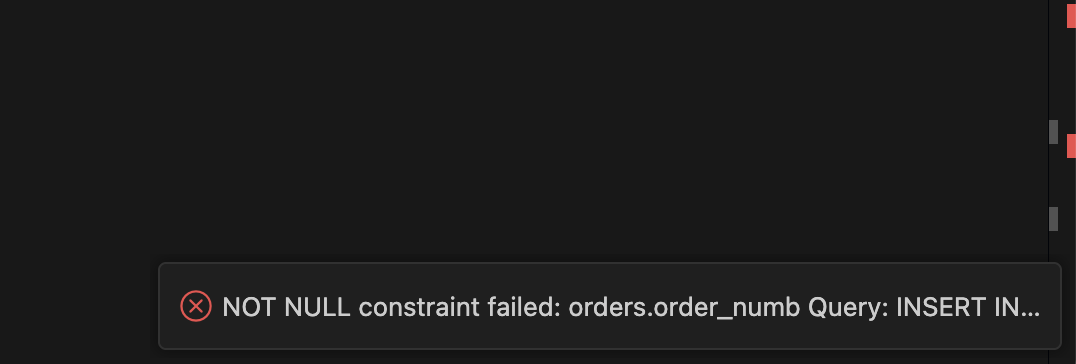 NOT NULL constraint failed: orders.order_numb Query: INSERT IN...